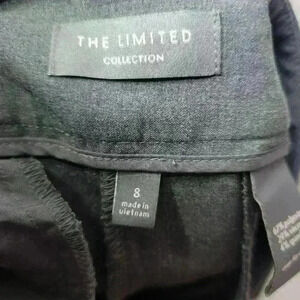 THE LIMITED
COLLECTION
8
made in
vietnam